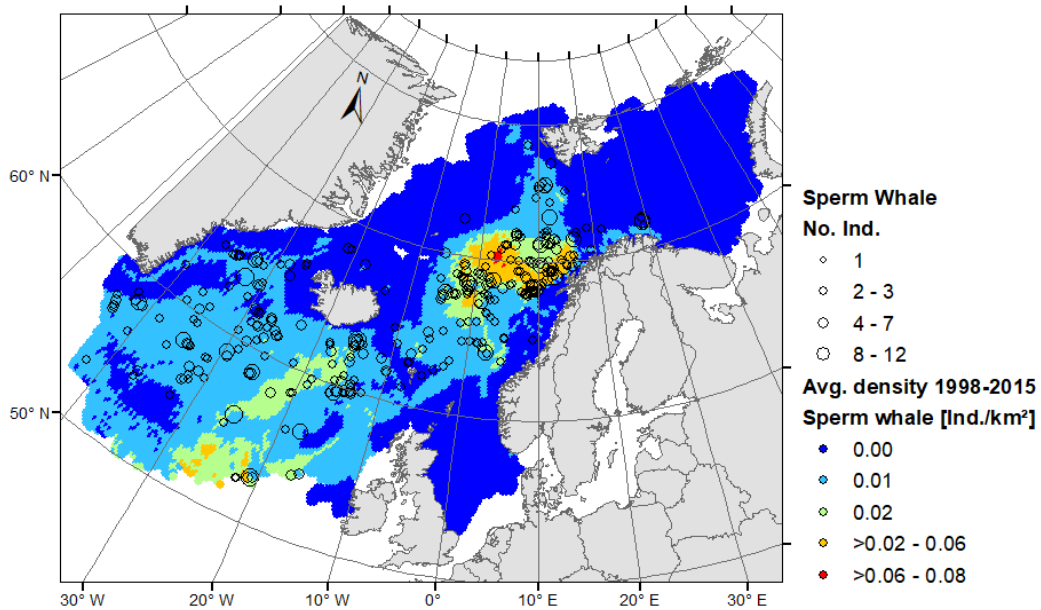 N
60° N
50° N
30° W
20° W
10° W
0°
10° E
20° E
30° E
Sperm Whale
No. Ind.
1
2 - 3
4 - 7
8 - 12
Avg. density 1998-2015
Sperm whale [Ind./km²]
0.00
0.01
0.02
>0.02 - 0.06
>0.06 - 0.08